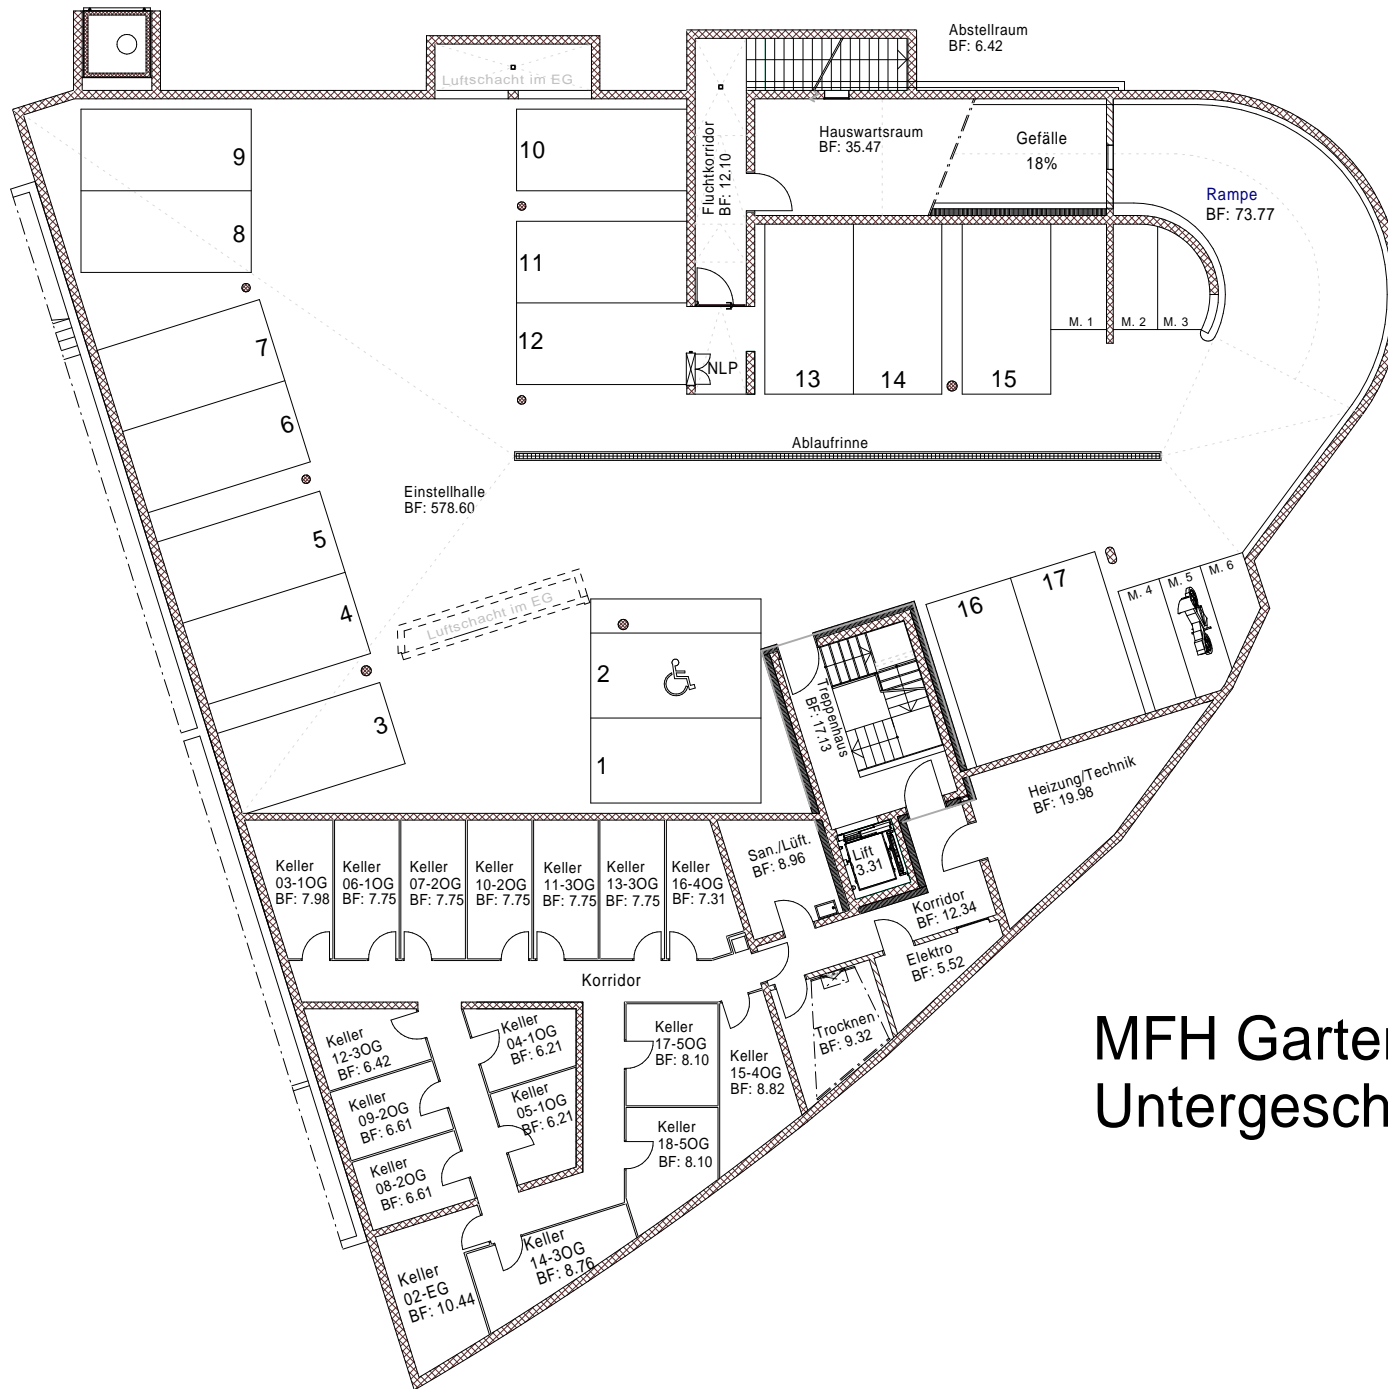 Abstellraum
BF: 6.42
Luftschacht im EG
9
8
10
11
12
Fluchtkorridor
BF: 12.10
Hauswartsraum
BF: 35.47
Gefälle
18%
Rampe
BF: 73.77
M. 1
M. 2
M. 3
NLP
13
14
15
7
6
5
4
3
Ablaufrinne
Einstellhalle
BF: 578.60
Luftschacht im EG
2
1
16
17
M. 4
M. 5
M. 6
Treppenhaus
BF: 17.13
Heizung/Technik
BF: 19.98
Lift
3.31
San./Lüft.
BF: 8.96
Korridor
BF: 12.34
Elektro
BF: 5.52
Keller
03-1OG
BF: 7.98
Keller
06-1OG
BF: 7.75
Keller
07-2OG
BF: 7.75
Keller
10-2OG
BF: 7.75
Keller
11-3OG
BF: 7.75
Keller
13-3OG
BF: 7.75
Keller
16-4OG
BF: 7.31
Korridor
Trocknen
BF: 9.32
Keller
12-3OG
BF: 6.42
Keller
04-1OG
BF: 6.21
Keller
17-5OG
BF: 8.10
Keller
15-4OG
BF: 8.82
Keller
09-2OG
BF: 6.61
Keller
05-1OG
BF: 6.21
Keller
18-5OG
BF: 8.10
Keller
08-2OG
BF: 6.61
Keller
14-3OG
BF: 8.76
Keller
02-EG
BF: 10.44
MFH Garten
Untergesch